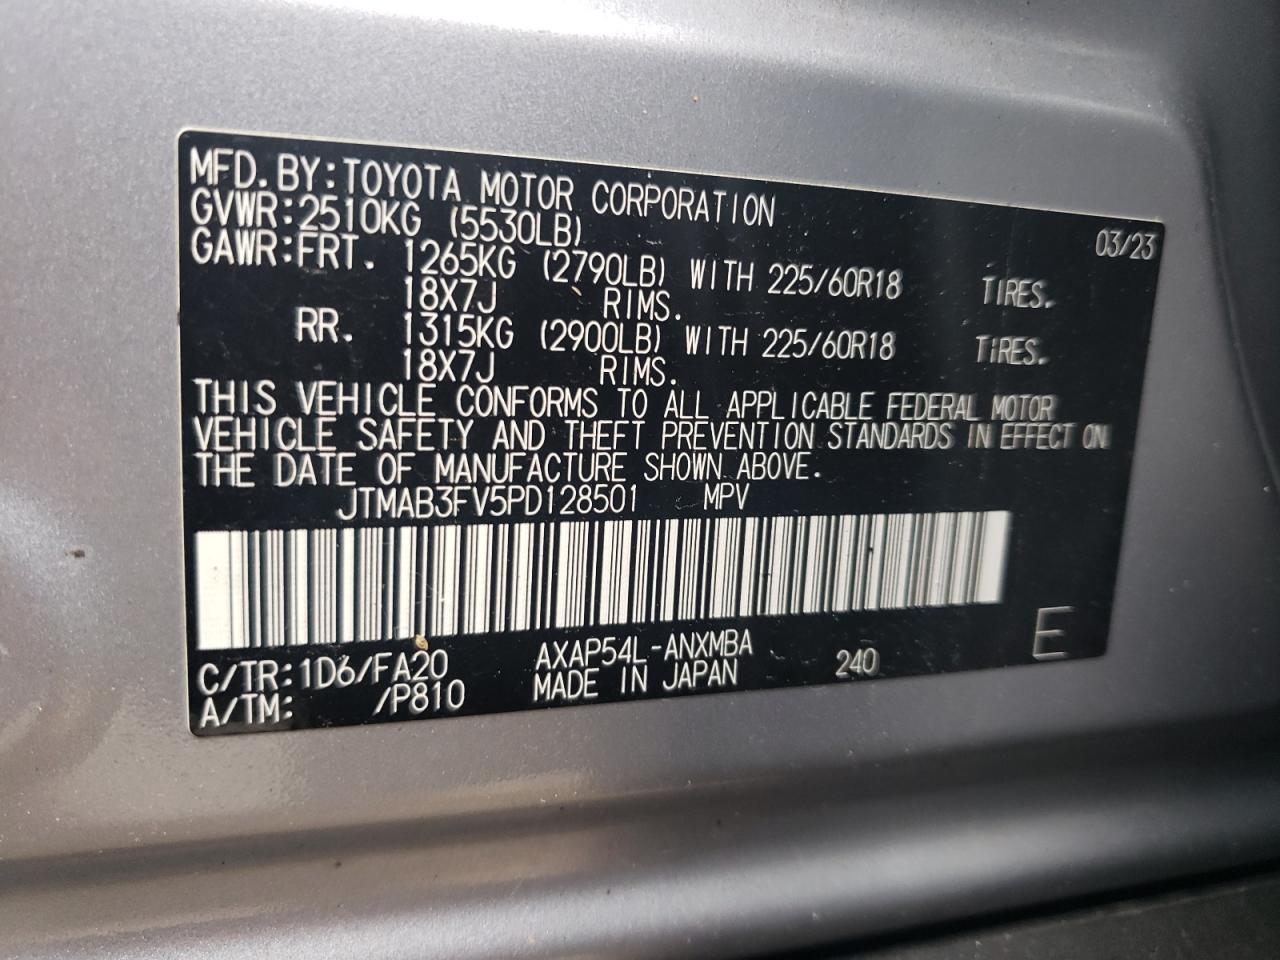 MFD.BY:TOYOTA MOTOR CORPORATION
GVWR:2510KG (5530LB) 03/23
GAWR:FRT. 1265KG (2790LB) WITH 225/60R18 TIRES.
18X7J RIMS.
RR. 1315KG (2900LB) WITH 225/60R18 TIRES.
18X7J RIMS.
THIS VEHICLE CONFORMS TO ALL APPLICABLE FEDERAL MOTOR
VEHICLE SAFETY AND THEFT PREVENTION STANDARDS IN EFFECT ON
THE DATE OF MANUFACTURE SHOWN ABOVE.
JTMAB3FV5PD128501 MPV
C/TR:1D6/FA20 AXAP54L-ANXMBA 240 E
A/TM: /P810 MADE IN JAPAN